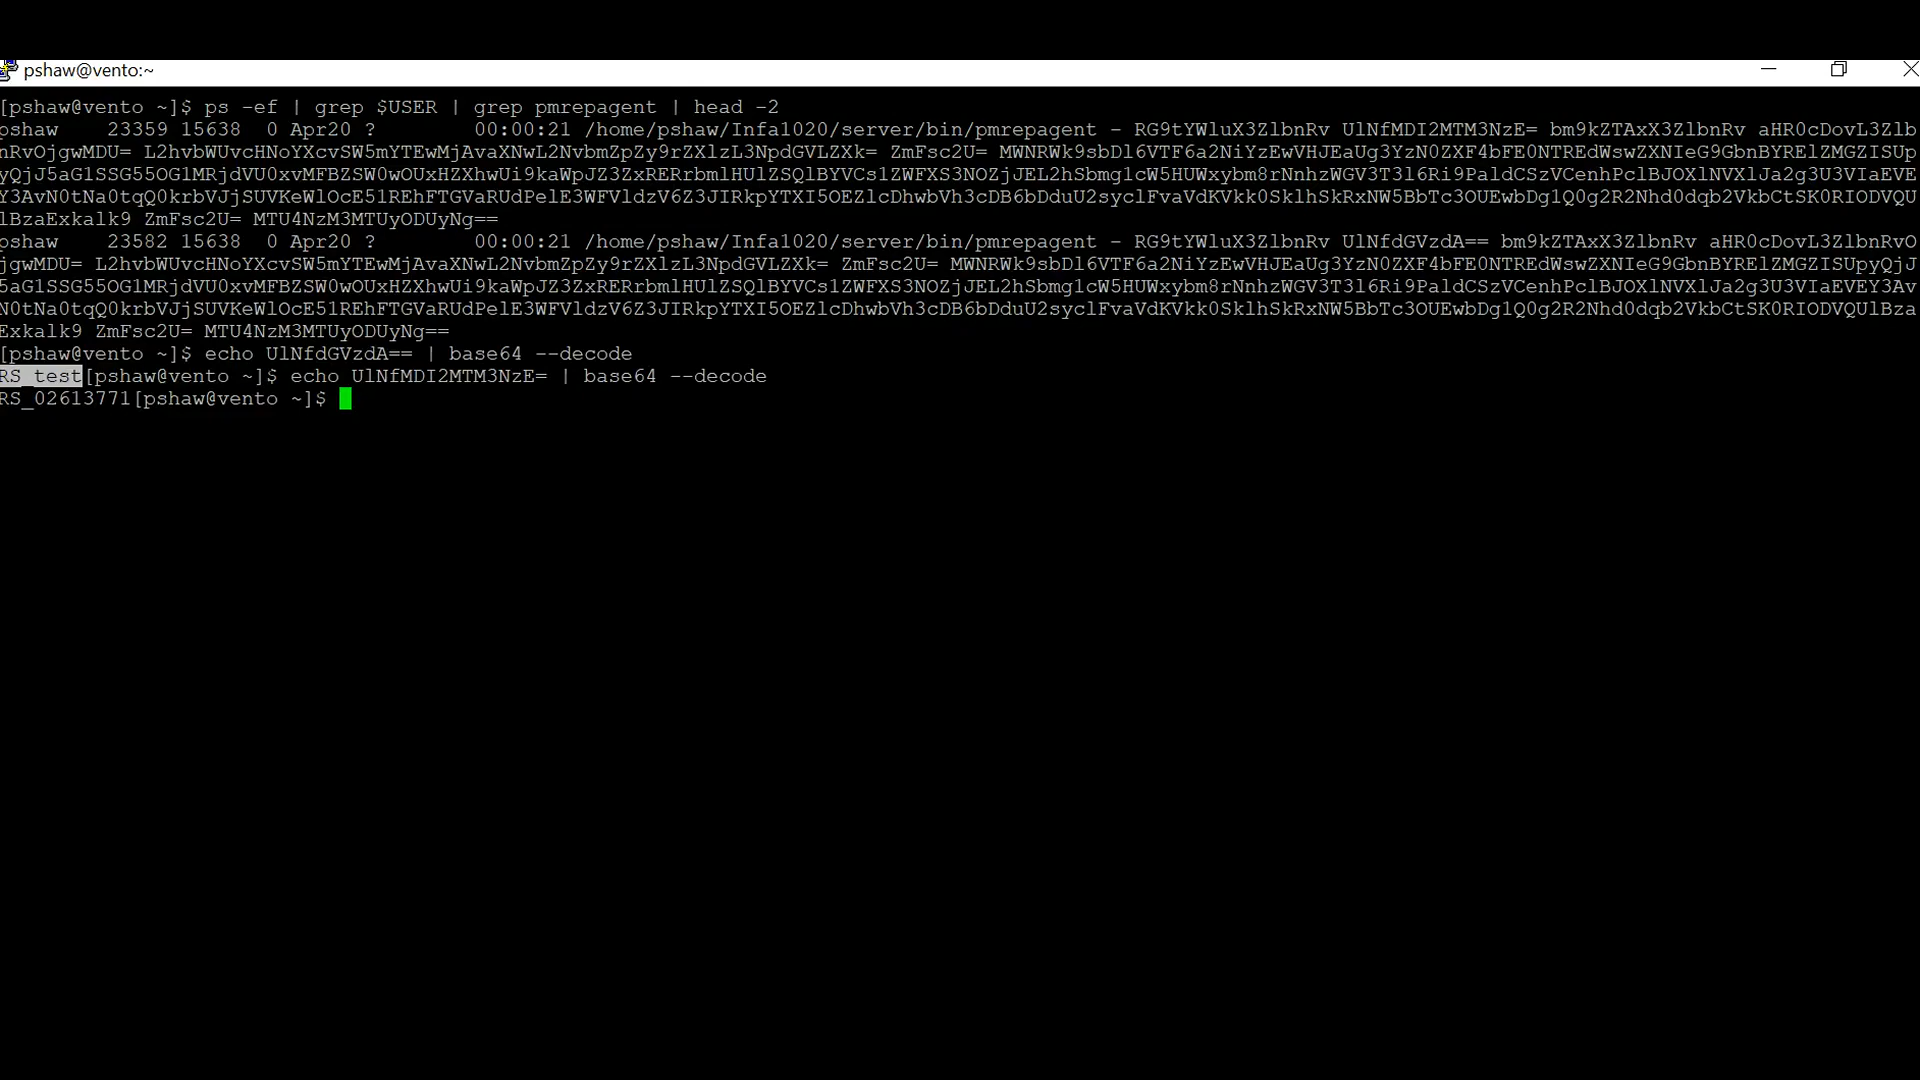 pshaw@vento:~
[pshaw@vento ~]$ ps -ef | grep $USER | grep pmrepagent | head -2
pshaw    23359 15638  0 Apr20 ?        00:00:21 /home/pshaw/Infa1020/server/bin/pmrepagent - RG9tYWluX3ZlbnRv UlNfMDI2MTM3NzE= bm9kZTAxX3ZlbnRv aHR0cDovL3Zlb
nRvOjgwMDU= L2hvbWUvcHNoYXcvSW5mYTEwMjAvaXNwL2NvbmZpZy9rZXlzL3NpdGVLZXk= ZmFsc2U= MWNRWk9sbDl6VTF6a2NiYzEwVHJEaUg3YzN0ZXF4bFE0NTREdWswZXNIeG9GbnBYRElZMGZISUp
yQjJ5aG1SSG55OG1MRjdVU0xvMFBZSW0wOUxHZXhwUi9kaWpJZ3ZxRERrbmlHUlZSQlBYVCs1ZWFXS3NOZjJEL2hSbmg1cW5HUWxybm8rNnhzWGV3T3l6Ri9PaldCSzVCenhPclBJOXlNVXlJa2g3U3VIaEVE
Y3AvN0tNa0tqQ0krbVJjSUVKeWlOcE51REhFTGVaRUdPelE3WFVldzV6Z3JIRkpYTXI5OEZlcDhwbVh3cDB6bDduU2syclFvaVdKVkk0SklhSkRxNW5BbTc3OUEwbDg1Q0g2R2Nhd0dqb2VkbCtSK0RIODVQU
lBzaExkalk9 ZmFsc2U= MTU4NzM3MTUyODUyNg==
pshaw    23582 15638  0 Apr20 ?        00:00:21 /home/pshaw/Infa1020/server/bin/pmrepagent - RG9tYWluX3ZlbnRv UlNfdGVzdA== bm9kZTAxX3ZlbnRv aHR0cDovL3ZlbnRvO
jgwMDU= L2hvbWUvcHNoYXcvSW5mYTEwMjAvaXNwL2NvbmZpZy9rZXlzL3NpdGVLZXk= ZmFsc2U= MWNRWk9sbDl6VTF6a2NiYzEwVHJEaUg3YzN0ZXF4bFE0NTREdWswZXNIeG9GbnBYRElZMGZISUpyQjJ
5aG1SSG55OG1MRjdVU0xvMFBZSW0wOUxHZXhwUi9kaWpJZ3ZxRERrbmlHUlZSQlBYVCs1ZWFXS3NOZjJEL2hSbmg1cW5HUWxybm8rNnhzWGV3T3l6Ri9PaldCSzVCenhPclBJOXlNVXlJa2g3U3VIaEVEY3Av
N0tNa0tqQ0krbVJjSUVKeWlOcE51REhFTGVaRUdPelE3WFVldzV6Z3JIRkpYTXI5OEZlcDhwbVh3cDB6bDduU2syclFvaVdKVkk0SklhSkRxNW5BbTc3OUEwbDg1Q0g2R2Nhd0dqb2VkbCtSK0RIODVQUlBza
Exkalk9 ZmFsc2U= MTU4NzM3MTUyODUyNg==
[pshaw@vento ~]$ echo UlNfdGVzdA== | base64 --decode
RS_test[pshaw@vento ~]$ echo UlNfMDI2MTM3NzE= | base64 --decode
RS_02613771[pshaw@vento ~]$